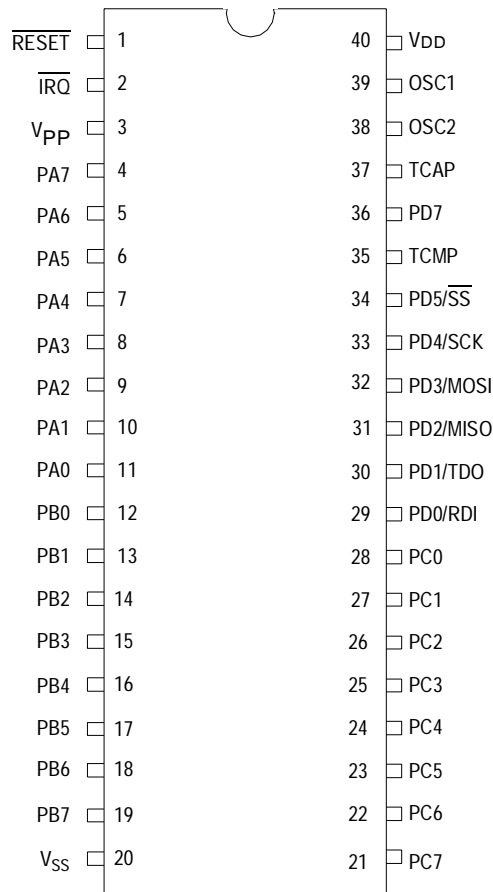 R̅E̅S̅E̅T̅ 1 40 VDD
I̅R̅Q̅ 2 39 OSC1
VPP 3 38 OSC2
PA7 4 37 TCAP
PA6 5 36 PD7
PA5 6 35 TCMP
PA4 7 34 PD5/S̅S̅
PA3 8 33 PD4/SCK
PA2 9 32 PD3/MOSI
PA1 10 31 PD2/MISO
PA0 11 30 PD1/TDO
PB0 12 29 PD0/RDI
PB1 13 28 PC0
PB2 14 27 PC1
PB3 15 26 PC2
PB4 16 25 PC3
PB5 17 24 PC4
PB6 18 23 PC5
PB7 19 22 PC6
VSS 20 21 PC7